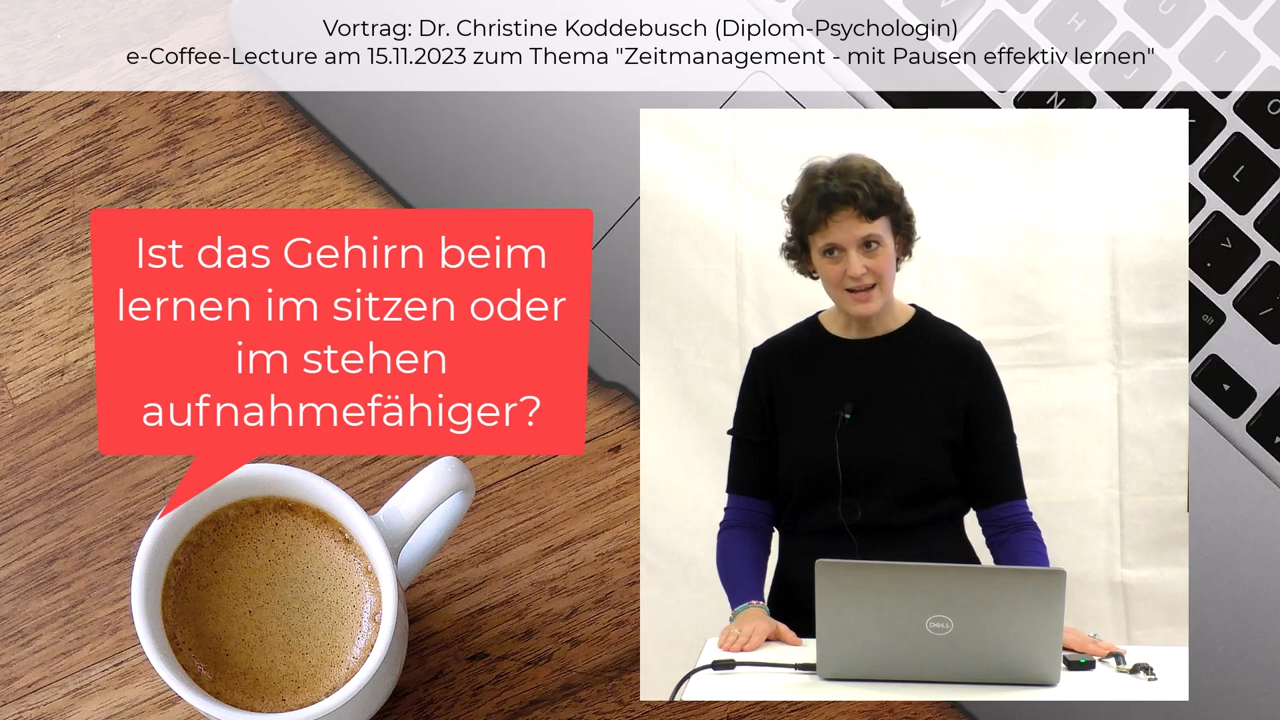 Vortrag: Dr. Christine Koddebusch (Diplom-Psychologin)
e-Coffee-Lecture am 15.11.2023 zum Thema "Zeitmanagement - mit Pausen effektiv lernen"
Ist das Gehirn beim
lernen im sitzen oder
im stehen
aufnahmefähiger?
DELL
H
U
I
N
L
O
alt